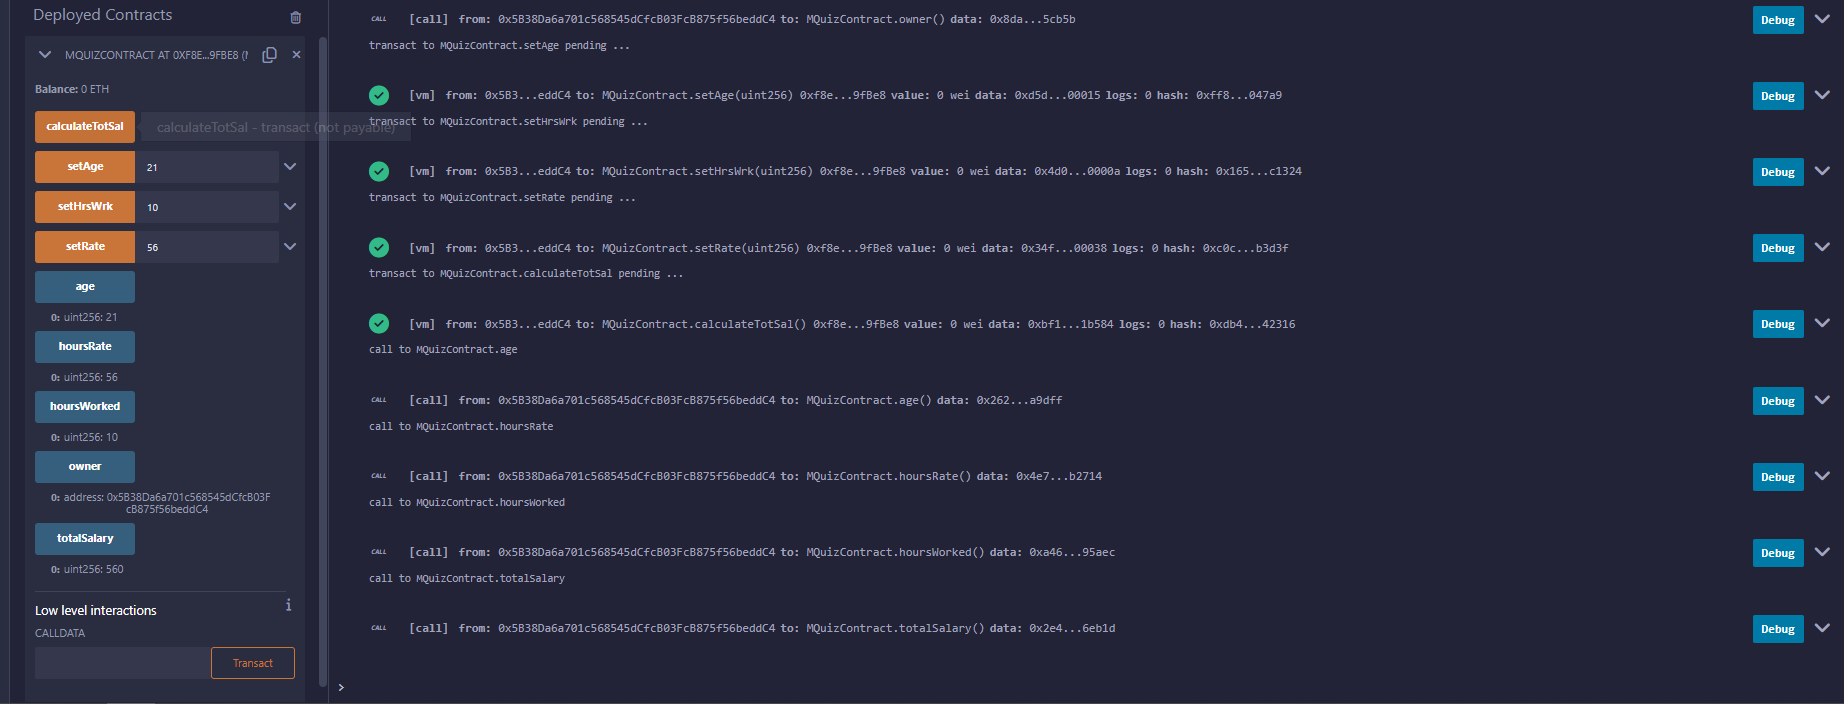 Deployed Contracts
MQUIZCONTRACT AT 0XF8E...9FBE8 (
Balance: 0 ETH
calculateTotSal
calculateTotSal - transact (not payable)
setAge 21
setHrsWrk 10
setRate 56
age
0: uint256: 21
hoursRate
0: uint256: 56
hoursWorked
0: uint256: 10
owner
0: address: 0x5B38Da6a701c568545dCfcB03F
cB875f56beddC4
totalSalary
0: uint256: 560
Low level interactions
CALLDATA
Transact
CALL [call] from: 0x5B38Da6a701c568545dCfcB03FcB875f56beddC4 to: MQuizContract.owner() data: 0x8da...5cb5b Debug
transact to MQuizContract.setAge pending ...
[vm] from: 0x5B3...eddC4 to: MQuizContract.setAge(uint256) 0xf8e...9fBe8 value: 0 wei data: 0xd5d...00015 logs: 0 hash: 0xff8...047a9 Debug
transact to MQuizContract.setHrsWrk pending ...
[vm] from: 0x5B3...eddC4 to: MQuizContract.setHrsWrk(uint256) 0xf8e...9fBe8 value: 0 wei data: 0x4d0...0000a logs: 0 hash: 0x165...c1324 Debug
transact to MQuizContract.setRate pending ...
[vm] from: 0x5B3...eddC4 to: MQuizContract.setRate(uint256) 0xf8e...9fBe8 value: 0 wei data: 0x34f...00038 logs: 0 hash: 0xc0c...b3d3f Debug
transact to MQuizContract.calculateTotSal pending ...
[vm] from: 0x5B3...eddC4 to: MQuizContract.calculateTotSal() 0xf8e...9fBe8 value: 0 wei data: 0xbf1...1b584 logs: 0 hash: 0xdb4...42316 Debug
call to MQuizContract.age
CALL [call] from: 0x5B38Da6a701c568545dCfcB03FcB875f56beddC4 to: MQuizContract.age() data: 0x262...a9dff Debug
call to MQuizContract.hoursRate
CALL [call] from: 0x5B38Da6a701c568545dCfcB03FcB875f56beddC4 to: MQuizContract.hoursRate() data: 0x4e7...b2714 Debug
call to MQuizContract.hoursWorked
CALL [call] from: 0x5B38Da6a701c568545dCfcB03FcB875f56beddC4 to: MQuizContract.hoursWorked() data: 0xa46...95aec Debug
call to MQuizContract.totalSalary
CALL [call] from: 0x5B38Da6a701c568545dCfcB03FcB875f56beddC4 to: MQuizContract.totalSalary() data: 0x2e4...6eb1d Debug
>